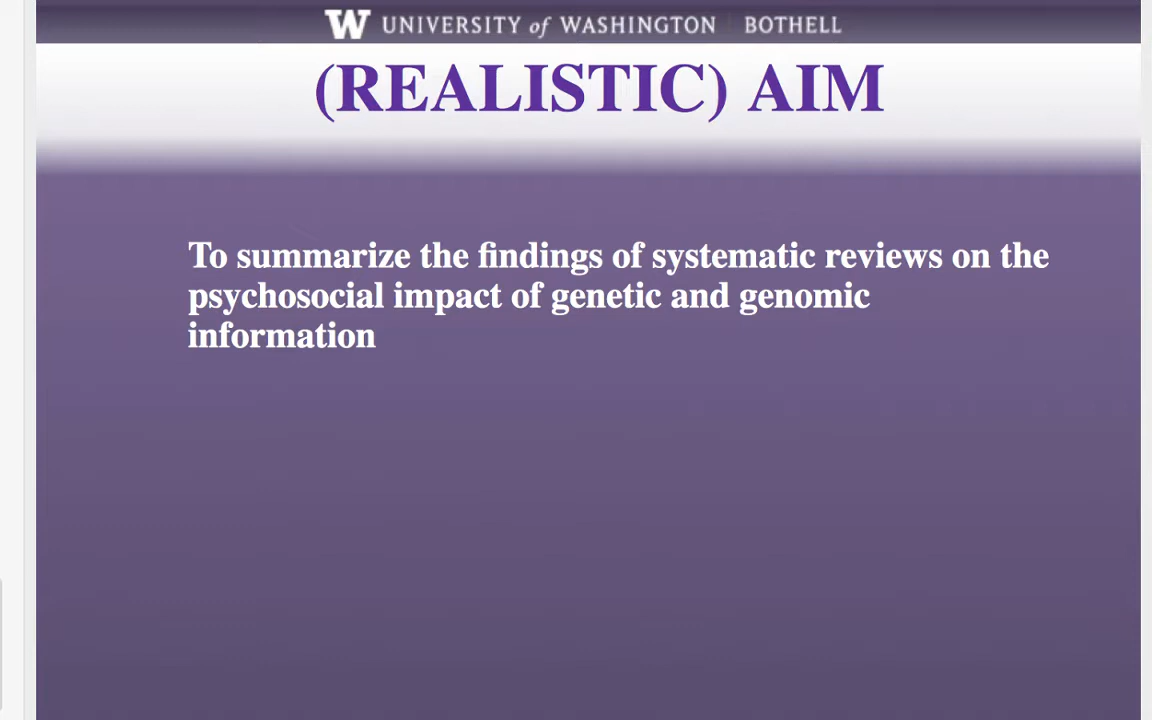 W UNIVERSITY of WASHINGTON BOTHELL
(REALISTIC) AIM
To summarize the findings of systematic reviews on the
psychosocial impact of genetic and genomic
information